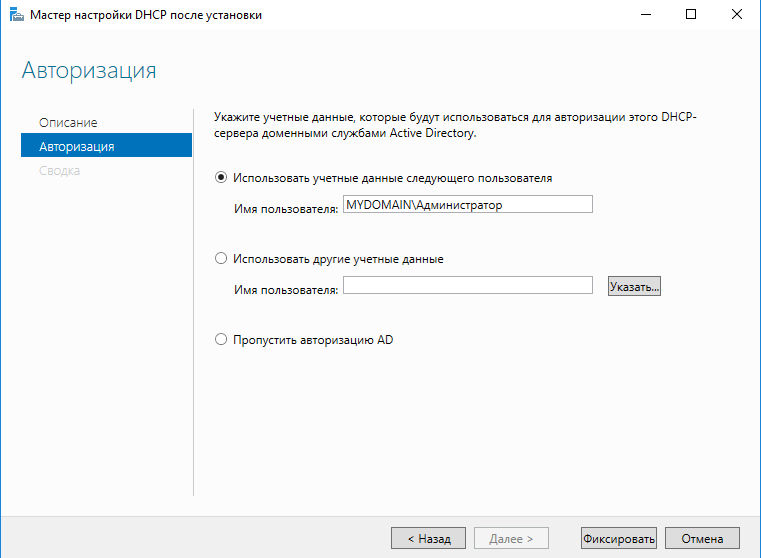 Мастер настройки DHCP после установки
Авторизация
Описание
Авторизация
Сводка
Укажите учетные данные, которые будут использоваться для авторизации этого DHCP-
сервера доменными службами Active Directory.
Использовать учетные данные следующего пользователя
Имя пользователя: MYDOMAIN\Администратор
Использовать другие учетные данные
Имя пользователя:
Указать...
Пропустить авторизацию AD
< Назад
Далее >
Фиксировать
Отмена